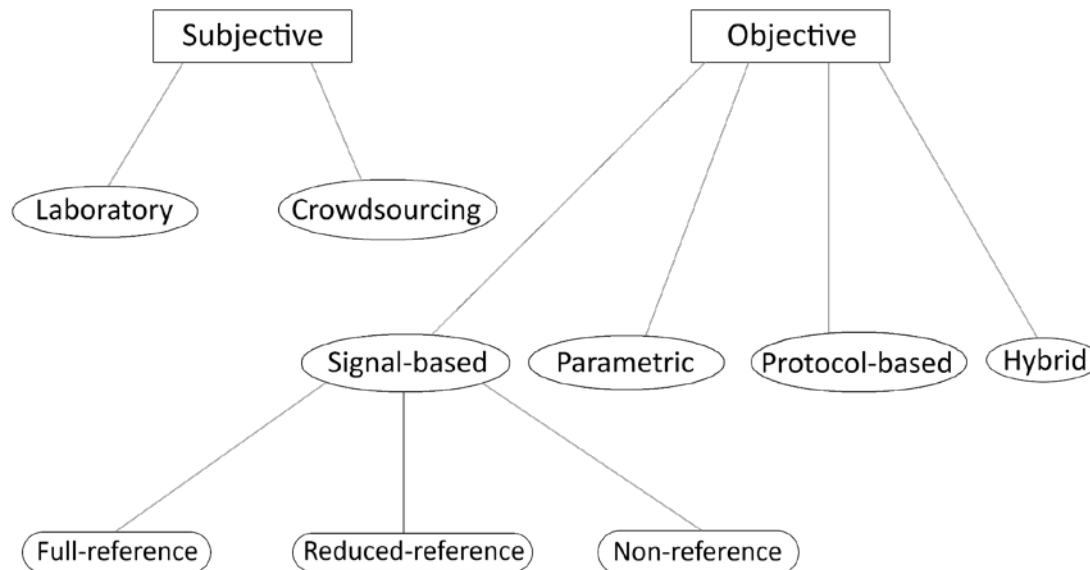 Subjective
Objective
Laboratory
Crowdsourcing
Signal-based
Parametric
Protocol-based
Hybrid
Full-reference
Reduced-reference
Non-reference